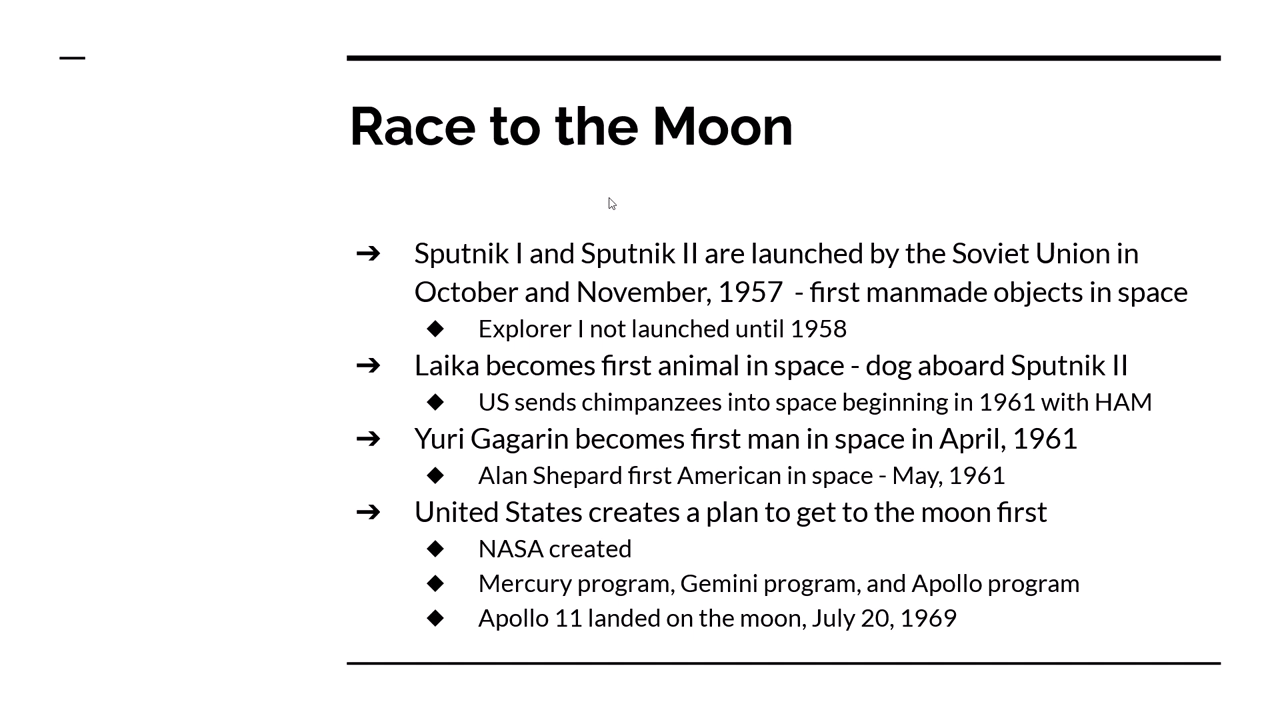 Race to the Moon
➔ Sputnik I and Sputnik II are launched by the Soviet Union in
October and November, 1957  - first manmade objects in space
◆ Explorer I not launched until 1958
➔ Laika becomes first animal in space - dog aboard Sputnik II
◆ US sends chimpanzees into space beginning in 1961 with HAM
➔ Yuri Gagarin becomes first man in space in April, 1961
◆ Alan Shepard first American in space - May, 1961
➔ United States creates a plan to get to the moon first
◆ NASA created
◆ Mercury program, Gemini program, and Apollo program
◆ Apollo 11 landed on the moon, July 20, 1969